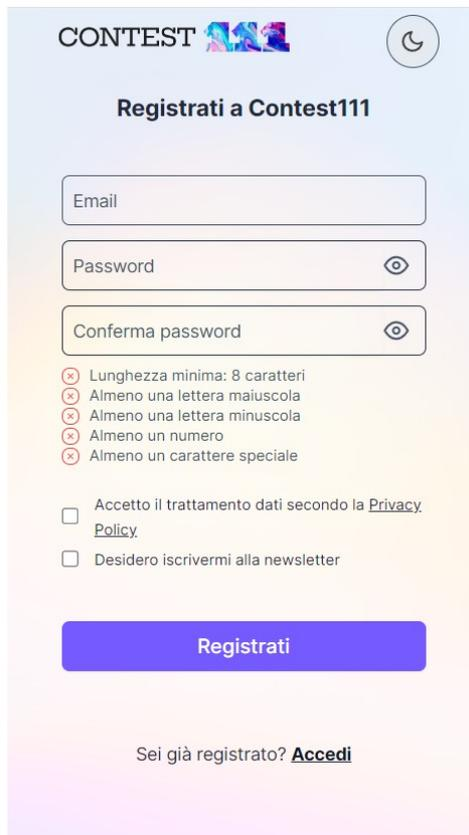 CONTEST 111
Registrati a Contest111
Email
Password
Conferma password
Lunghezza minima: 8 caratteri
Almeno una lettera maiuscola
Almeno una lettera minuscola
Almeno un numero
Almeno un carattere speciale
Accetto il trattamento dati secondo la Privacy
Policy
Desidero iscrivermi alla newsletter
Registrati
Sei già registrato? Accedi